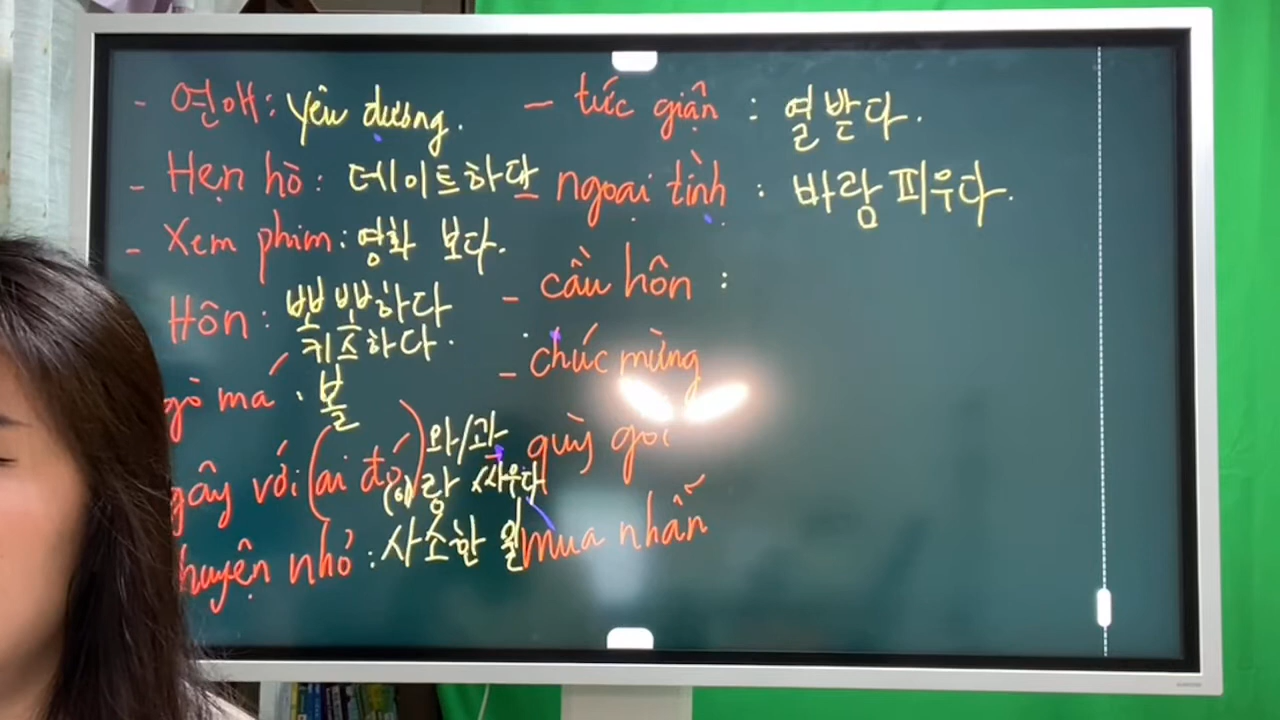 - 연애: yêu đương.
- Hẹn hò: 데이트하다
- Xem phim: 영화 보다.
Hôn: 뽀뽀하다
키스하다.
gò má: 볼
gây với (ai đó) 와/과
(이)랑 싸우다
chuyện nhỏ: 사소한 일
- tức giận: 열받다.
- ngoại tình: 바람 피우다.
- cầu hôn:
- chúc mừng
- quỳ gối
mua nhẫn